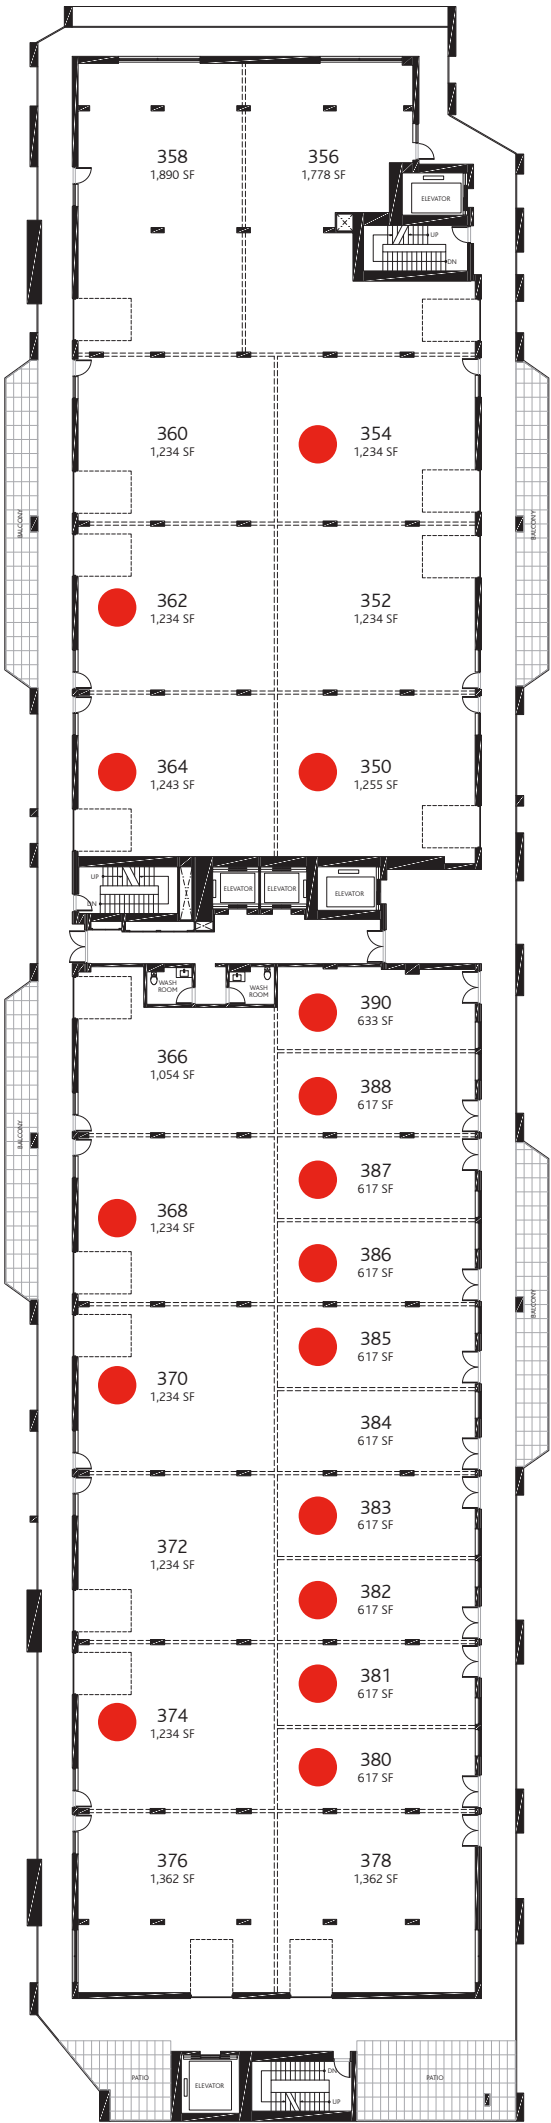 358
1,890 SF
356
1,778 SF
ELEVATOR
UP
DN
360
1,234 SF
354
1,234 SF
BALCONY
BALCONY
362
1,234 SF
352
1,234 SF
364
1,243 SF
350
1,255 SF
UP
DN
ELEVATOR
ELEVATOR
ELEVATOR
WASH
ROOM
WASH
ROOM
390
633 SF
366
1,054 SF
388
617 SF
BALCONY
387
617 SF
368
1,234 SF
386
617 SF
BALCONY
385
617 SF
370
1,234 SF
384
617 SF
383
617 SF
372
1,234 SF
382
617 SF
381
617 SF
374
1,234 SF
380
617 SF
376
1,362 SF
378
1,362 SF
PATIO
ELEVATOR
DN
UP
PATIO